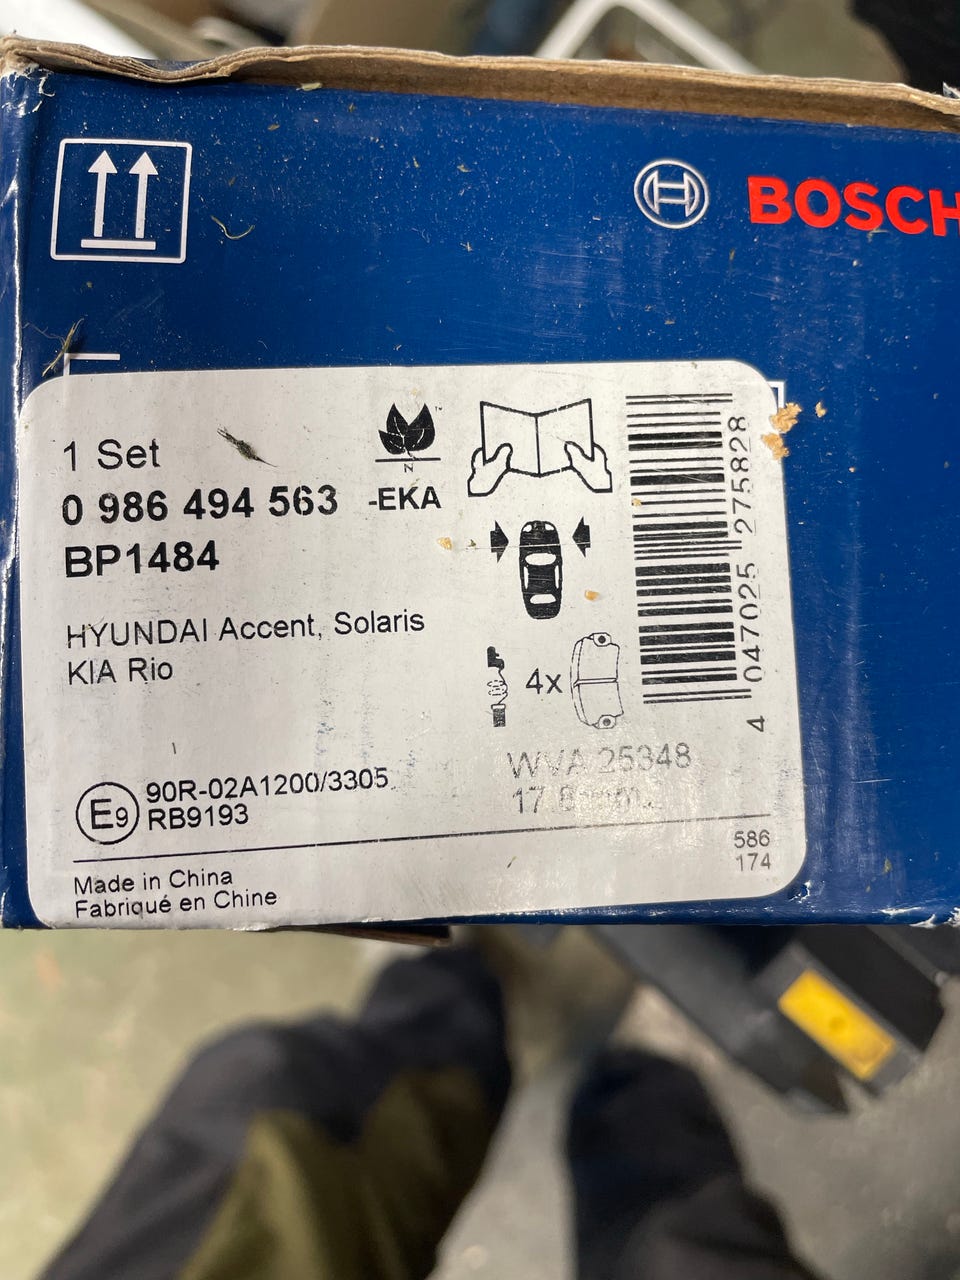 BOSCH
1 Set
0 986 494 563 -EKA
BP1484
HYUNDAI Accent, Solaris
KIA Rio
N
4x
4 047025 275828
WVA 25348
E9 90R-02A1200/3305
RB9193
586
174
Made in China
Fabriqué en Chine